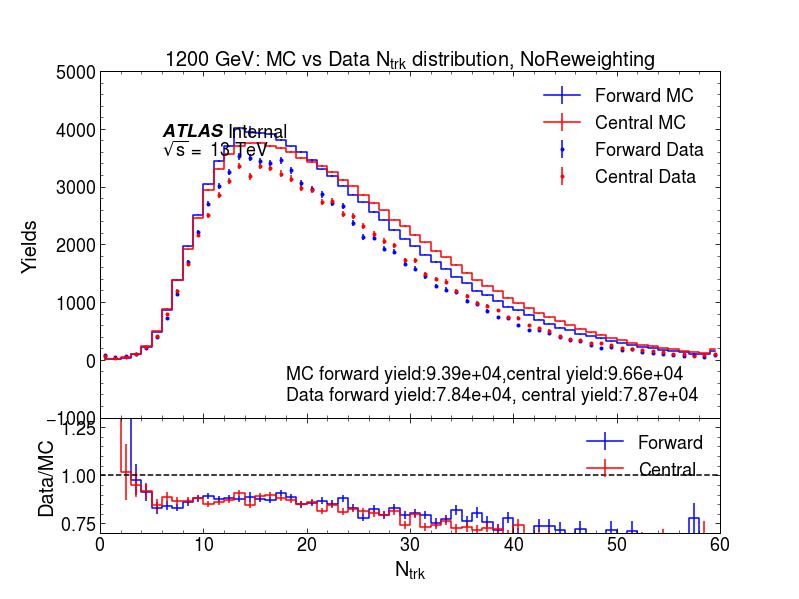 1200 GeV: MC vs Data N_trk distribution, NoReweighting
5000
4000
3000
2000
1000
0
−1000
Yields
ATLAS Internal
√s = 13 TeV
Forward MC
Central MC
Forward Data
Central Data
MC forward yield:9.39e+04,central yield:9.66e+04
Data forward yield:7.84e+04, central yield:7.87e+04
1.25
1.00
0.75
Data/MC
Forward
Central
0 10 20 30 40 50 60
N_trk